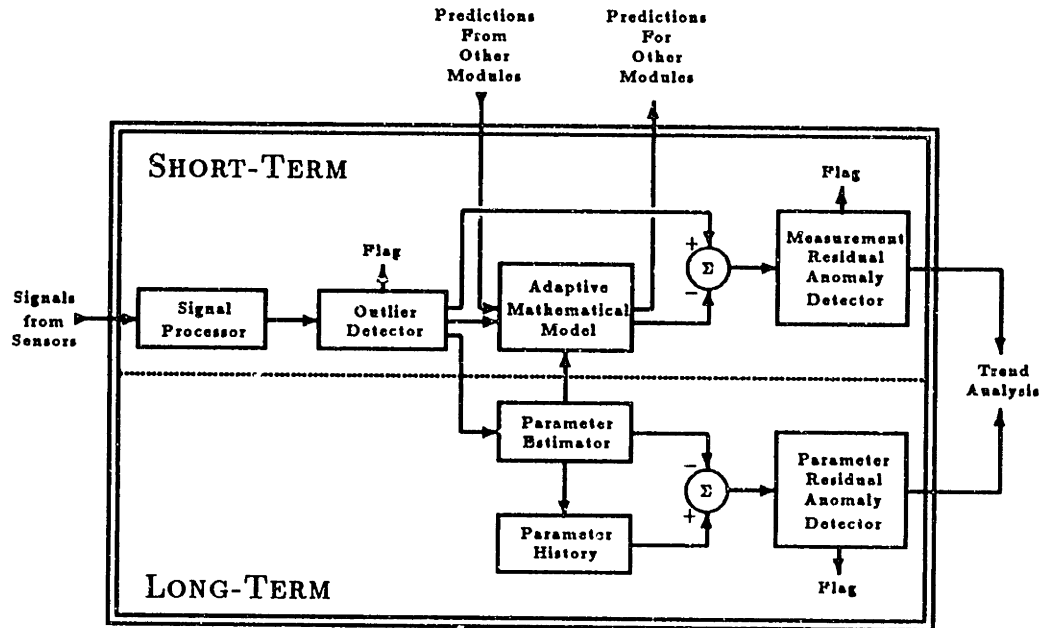 Predictions
From
Other
Modules
Predictions
For
Other
Modules
SHORT-TERM
Flag
Flag
Signals
from
Sensors
Signal
Processor
Outlier
Detector
Adaptive
Mathematical
Model
+
Σ
−
Measurement
Residual
Anomaly
Detector
Trend
Analysis
Parameter
Estimator
−
Σ
+
Parameter
Residual
Anomaly
Detector
Parameter
History
Flag
LONG-TERM